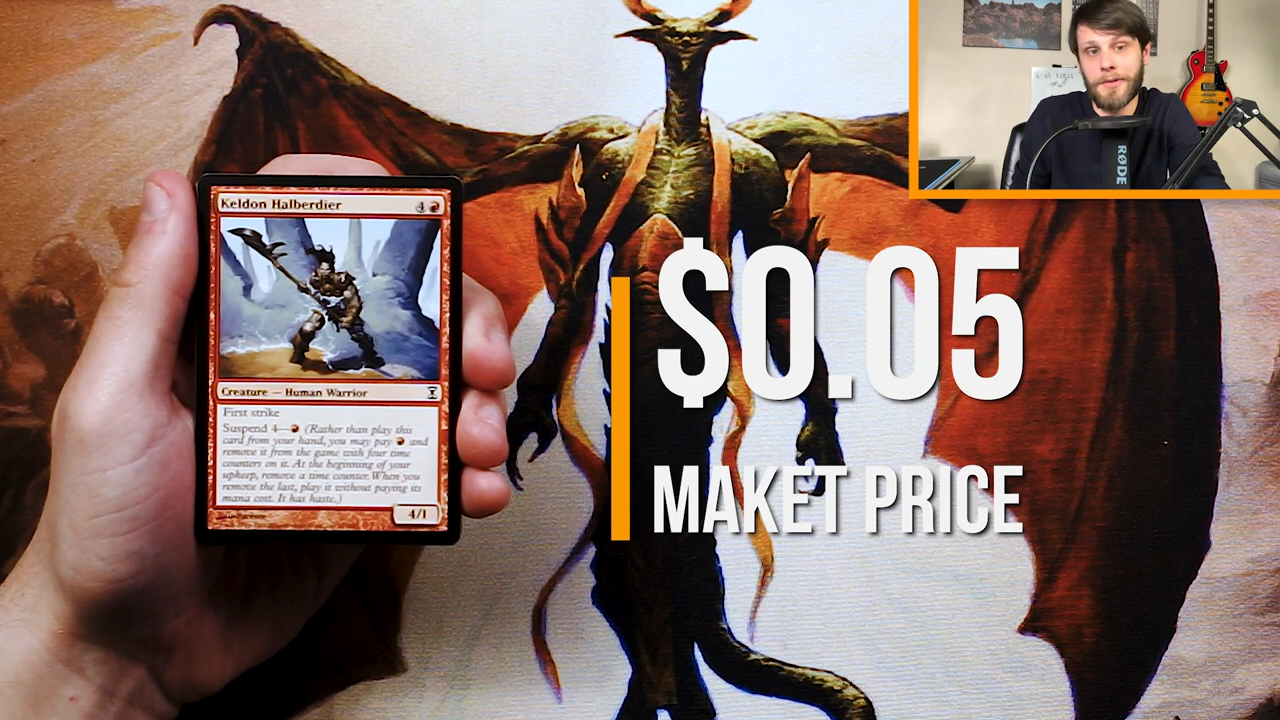 Keldon Halberdier 4
$0.05
MAKET PRICE
Creature — Human Warrior
First strike
Suspend 4— (Rather than play this
card from your hand, you may pay and
remove it from the game with four time
counters on it. At the beginning of your
upkeep, remove a time counter. When you
remove the last, play it without paying its
mana cost. It has haste.)
4/1
RØDE